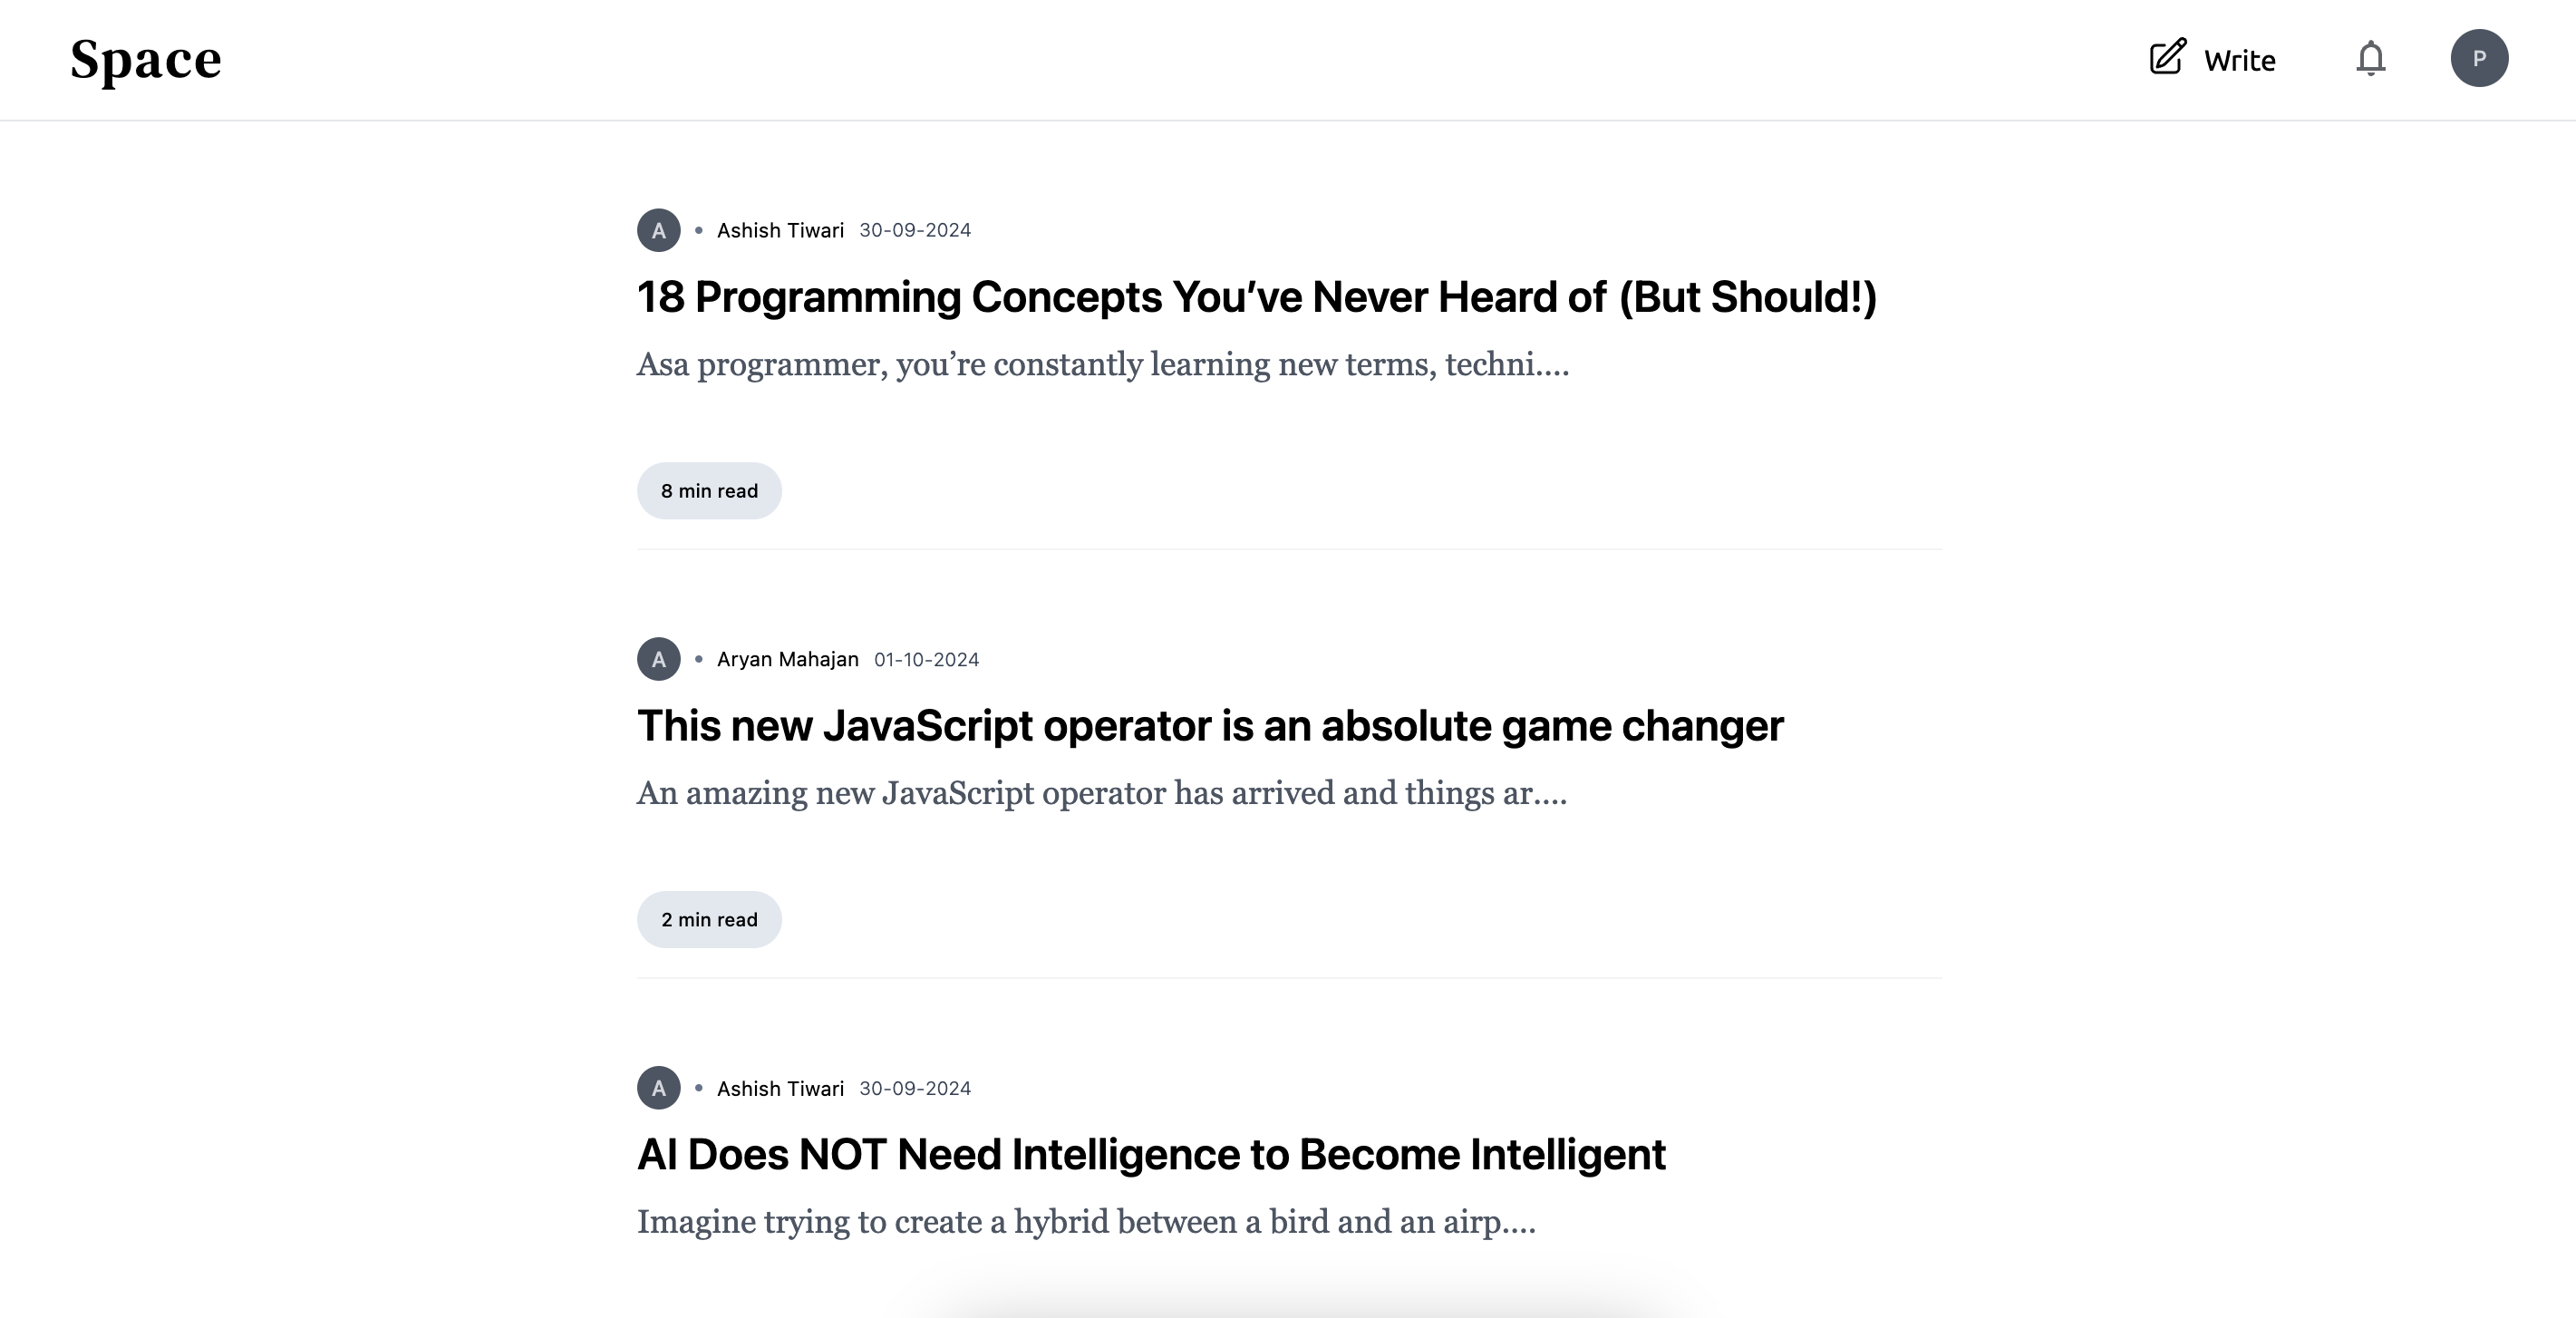 Space
Write
P
A • Ashish Tiwari 30-09-2024
18 Programming Concepts You’ve Never Heard of (But Should!)
Asa programmer, you’re constantly learning new terms, techni....
8 min read
A • Aryan Mahajan 01-10-2024
This new JavaScript operator is an absolute game changer
An amazing new JavaScript operator has arrived and things ar....
2 min read
A • Ashish Tiwari 30-09-2024
AI Does NOT Need Intelligence to Become Intelligent
Imagine trying to create a hybrid between a bird and an airp....